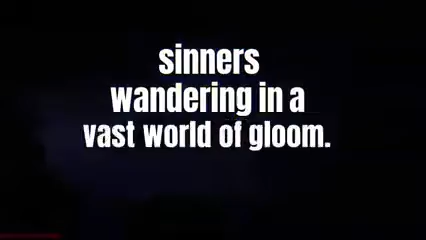 sinners
wandering in a
vast world of gloom.